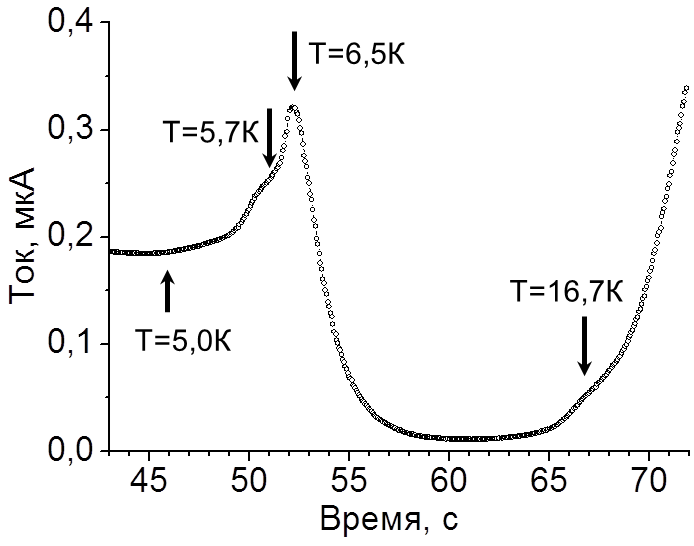 0,4
T=6,5K
T=5,7K
0,3
Ток, мкА
0,2
T=16,7K
T=5,0K
0,1
0,0
45 50 55 60 65 70
Время, с